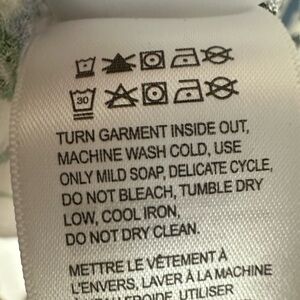 30
TURN GARMENT INSIDE OUT,
MACHINE WASH COLD, USE
ONLY MILD SOAP, DELICATE CYCLE,
DO NOT BLEACH, TUMBLE DRY
LOW, COOL IRON,
DO NOT DRY CLEAN.
METTRE LE VÊTEMENT À
L'ENVERS, LAVER À LA MACHINE
UTILISER